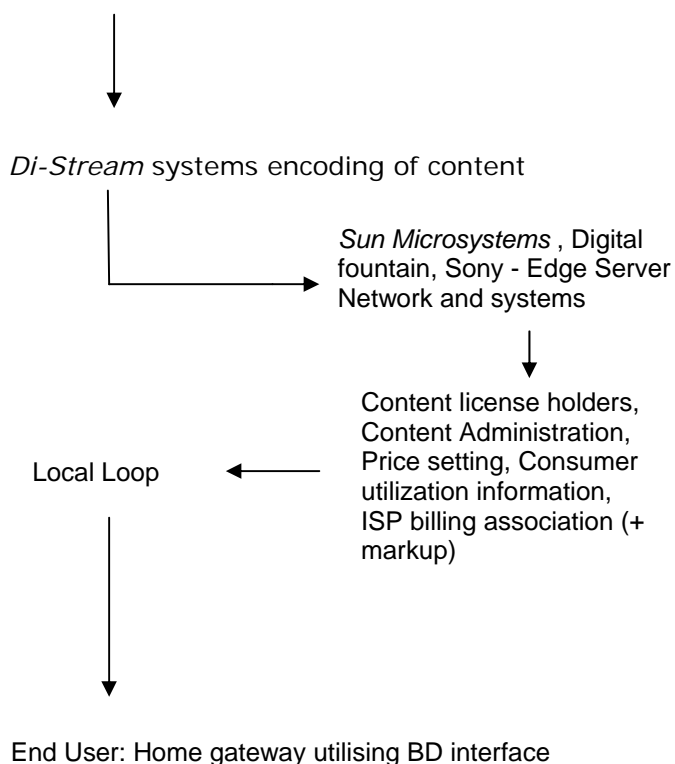 Di-Stream systems encoding of content
Sun Microsystems , Digital
fountain, Sony - Edge Server
Network and systems
Content license holders,
Content Administration,
Price setting, Consumer
utilization information,
ISP billing association (+
markup)
Local Loop
End User: Home gateway utilising BD interface